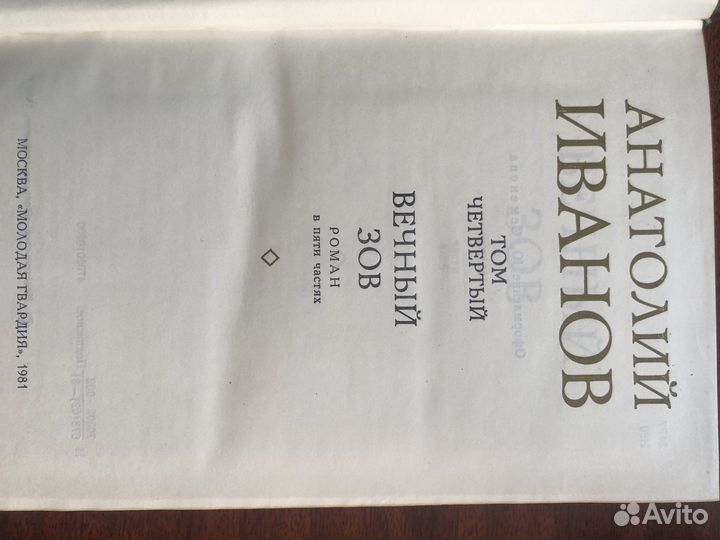 АНАТОЛИЙ
ИВАНОВ
ТОМ
ЧЕТВЕРТЫЙ
ВЕЧНЫЙ
ЗОВ
РОМАН
в пяти частях
МОСКВА, «МОЛОДАЯ ГВАРДИЯ», 1981
Avito